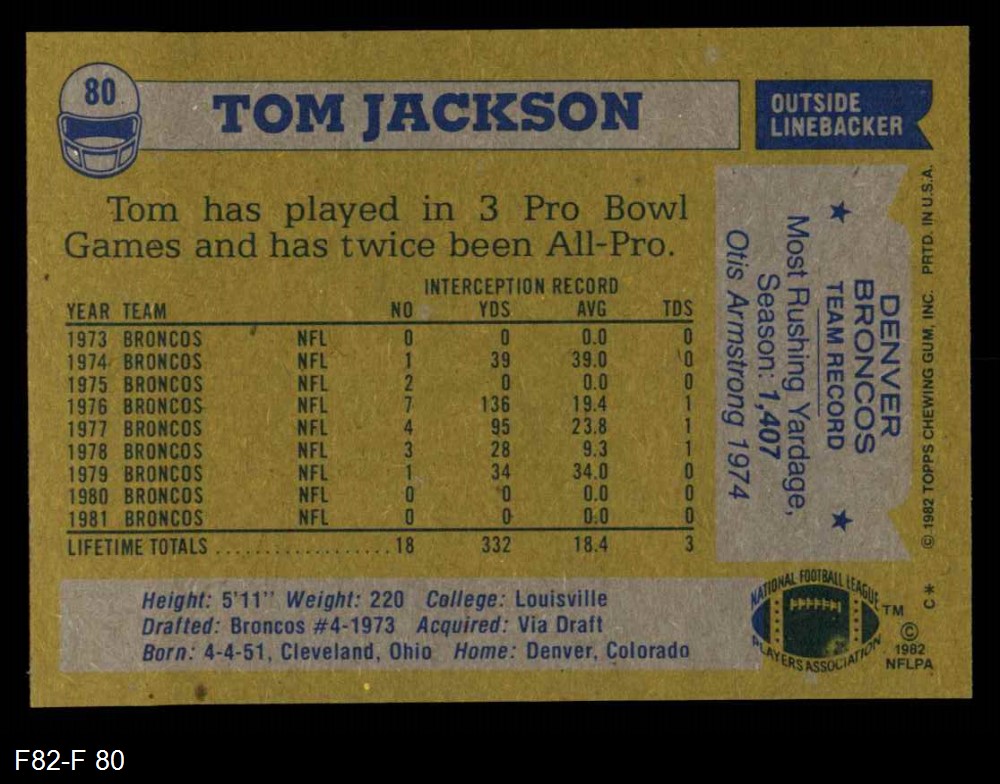 80
TOM JACKSON
OUTSIDE
LINEBACKER
Tom has played in 3 Pro Bowl
Games and has twice been All-Pro.
INTERCEPTION RECORD
YEAR TEAM NO YDS AVG TDS
1973 BRONCOS NFL 0 0 0.0 0
1974 BRONCOS NFL 1 39 39.0 0
1975 BRONCOS NFL 2 0 0.0 0
1976 BRONCOS NFL 7 136 19.4 1
1977 BRONCOS NFL 4 95 23.8 1
1978 BRONCOS NFL 3 28 9.3 1
1979 BRONCOS NFL 1 34 34.0 0
1980 BRONCOS NFL 0 0 0.0 0
1981 BRONCOS NFL 0 0 0.0 0
LIFETIME TOTALS .................. 18 332 18.4 3
DENVER
BRONCOS
TEAM RECORD
Most Rushing Yardage,
Season: 1,407
Otis Armstrong 1974
© 1982 TOPPS CHEWING GUM, INC. PRTD. IN U.S.A.
Height: 5'11" Weight: 220 College: Louisville
Drafted: Broncos #4-1973 Acquired: Via Draft
Born: 4-4-51, Cleveland, Ohio Home: Denver, Colorado
NATIONAL FOOTBALL LEAGUE
PLAYERS ASSOCIATION
TM
C*
©
1982
NFLPA
F82-F 80